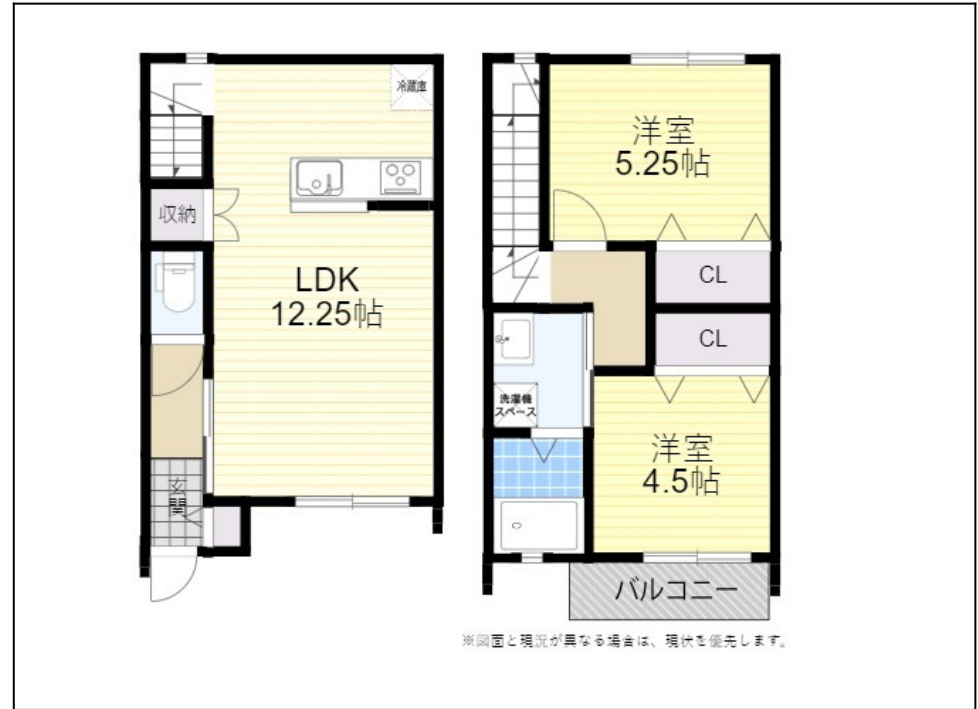 冷蔵庫
収納
LDK
12.25帖
玄
関
洋室
5.25帖
CL
CL
洗濯機
スペース
洋室
4.5帖
バルコニー
※図面と現況が異なる場合は、現状を優先します。